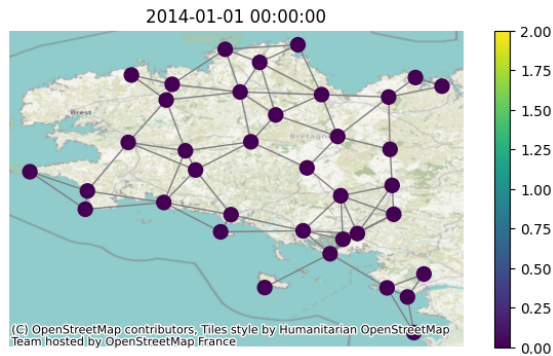 2014-01-01 00:00:00
2.00
1.75
Brest
1.50
Bretagne
1.25
1.00
0.75
0.50
0.25
(C) OpenStreetMap contributors, Tiles style by Humanitarian OpenStreetMap
Team hosted by OpenStreetMap France
0.00